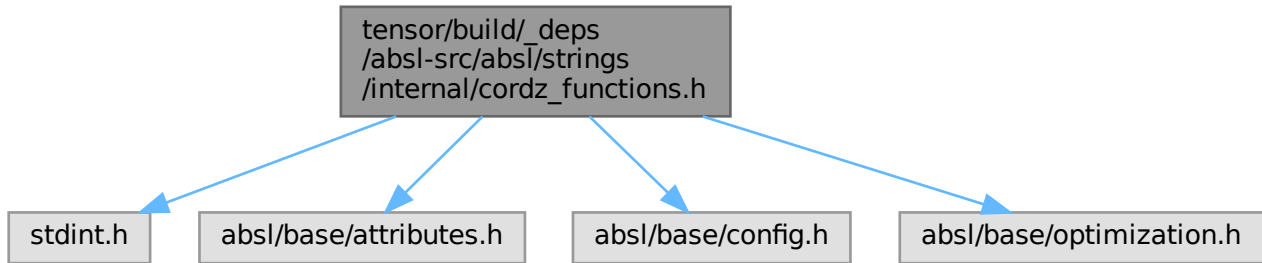 tensor/build/_deps
/absl-src/absl/strings
/internal/cordz_functions.h
stdint.h
absl/base/attributes.h
absl/base/config.h
absl/base/optimization.h